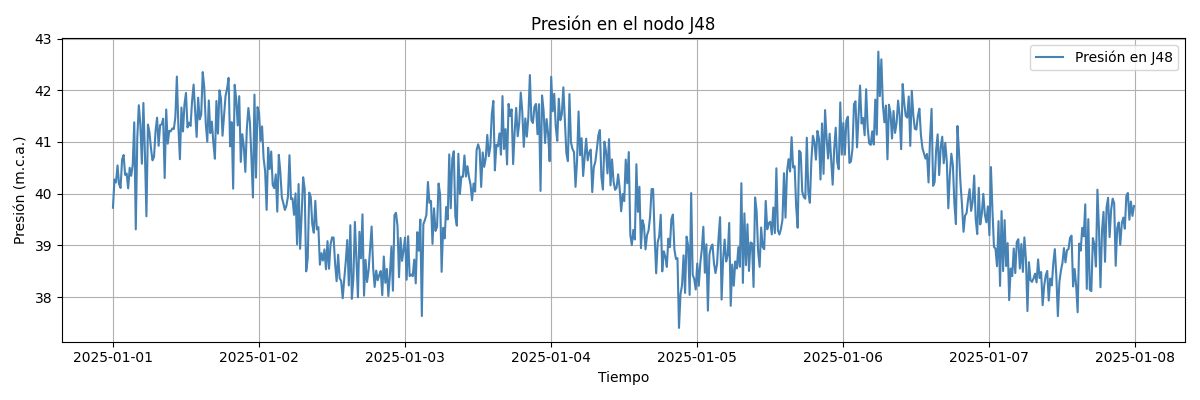 Presión en el nodo J48
Presión en J48
Presión (m.c.a.)
43
42
41
40
39
38
2025-01-01 2025-01-02 2025-01-03 2025-01-04 2025-01-05 2025-01-06 2025-01-07 2025-01-08
Tiempo